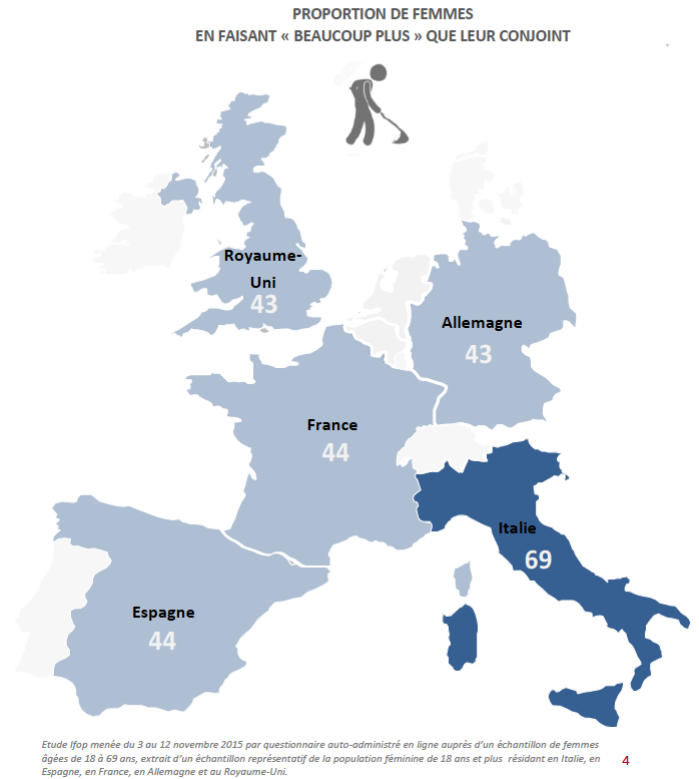 PROPORTION DE FEMMES
EN FAISANT « BEAUCOUP PLUS » QUE LEUR CONJOINT
Royaume-
Uni
43
Allemagne
43
France
44
Italie
69
Espagne
44
Etude Ifop menée du 3 au 12 novembre 2015 par questionnaire auto-administré en ligne auprès d'un échantillon de femmes
âgées de 18 à 69 ans, extrait d'un échantillon représentatif de la population féminine de 18 ans et plus résidant en Italie, en
Espagne, en France, en Allemagne et au Royaume-Uni.
4